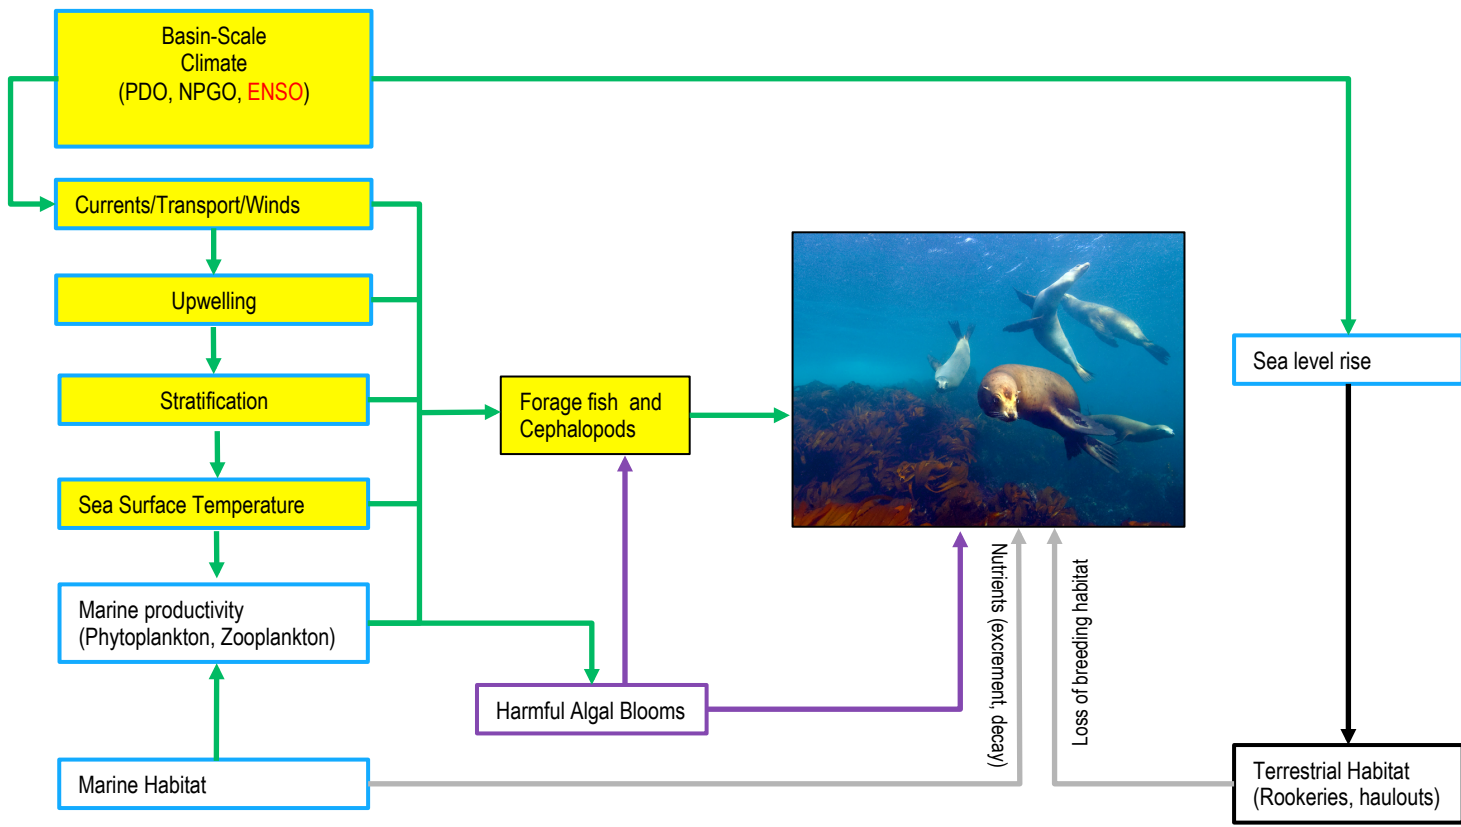 Basin-Scale
Climate
(PDO, NPGO, ENSO)
Currents/Transport/Winds
Upwelling
Stratification
Sea Surface Temperature
Marine productivity
(Phytoplankton, Zooplankton)
Marine Habitat
Forage fish and
Cephalopods
Harmful Algal Blooms
Nutrients (excrement, decay)
Loss of breeding habitat
Sea level rise
Terrestrial Habitat
(Rookeries, haulouts)